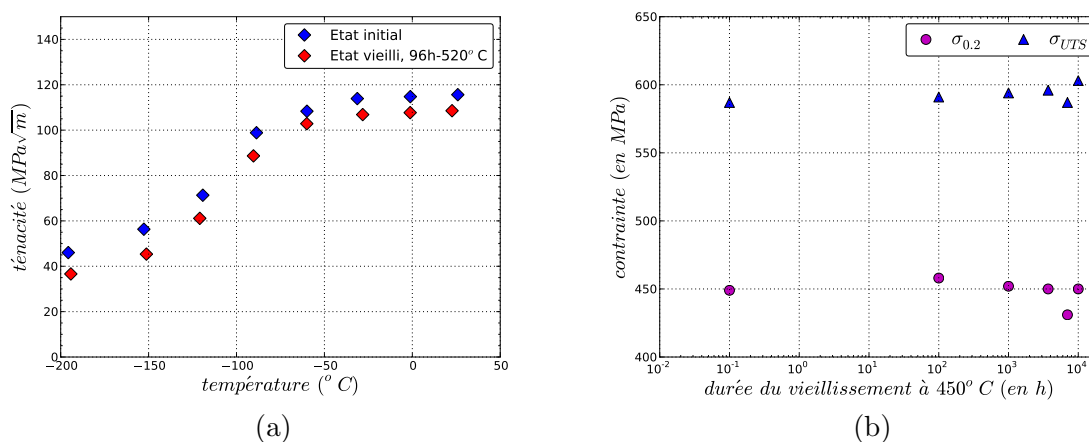 140
120
100
80
60
40
20
0
ténacité (MPa√m)
Etat initial
Etat vieilli, 96h-520° C
−200 −150 −100 −50 0 50
température (° C)
(a)
650
600
550
500
450
400
contrainte (en MPa)
σ0.2 σUTS
10-2 10-1 100 101 102 103 104
durée du vieillissement à 450° C (en h)
(b)